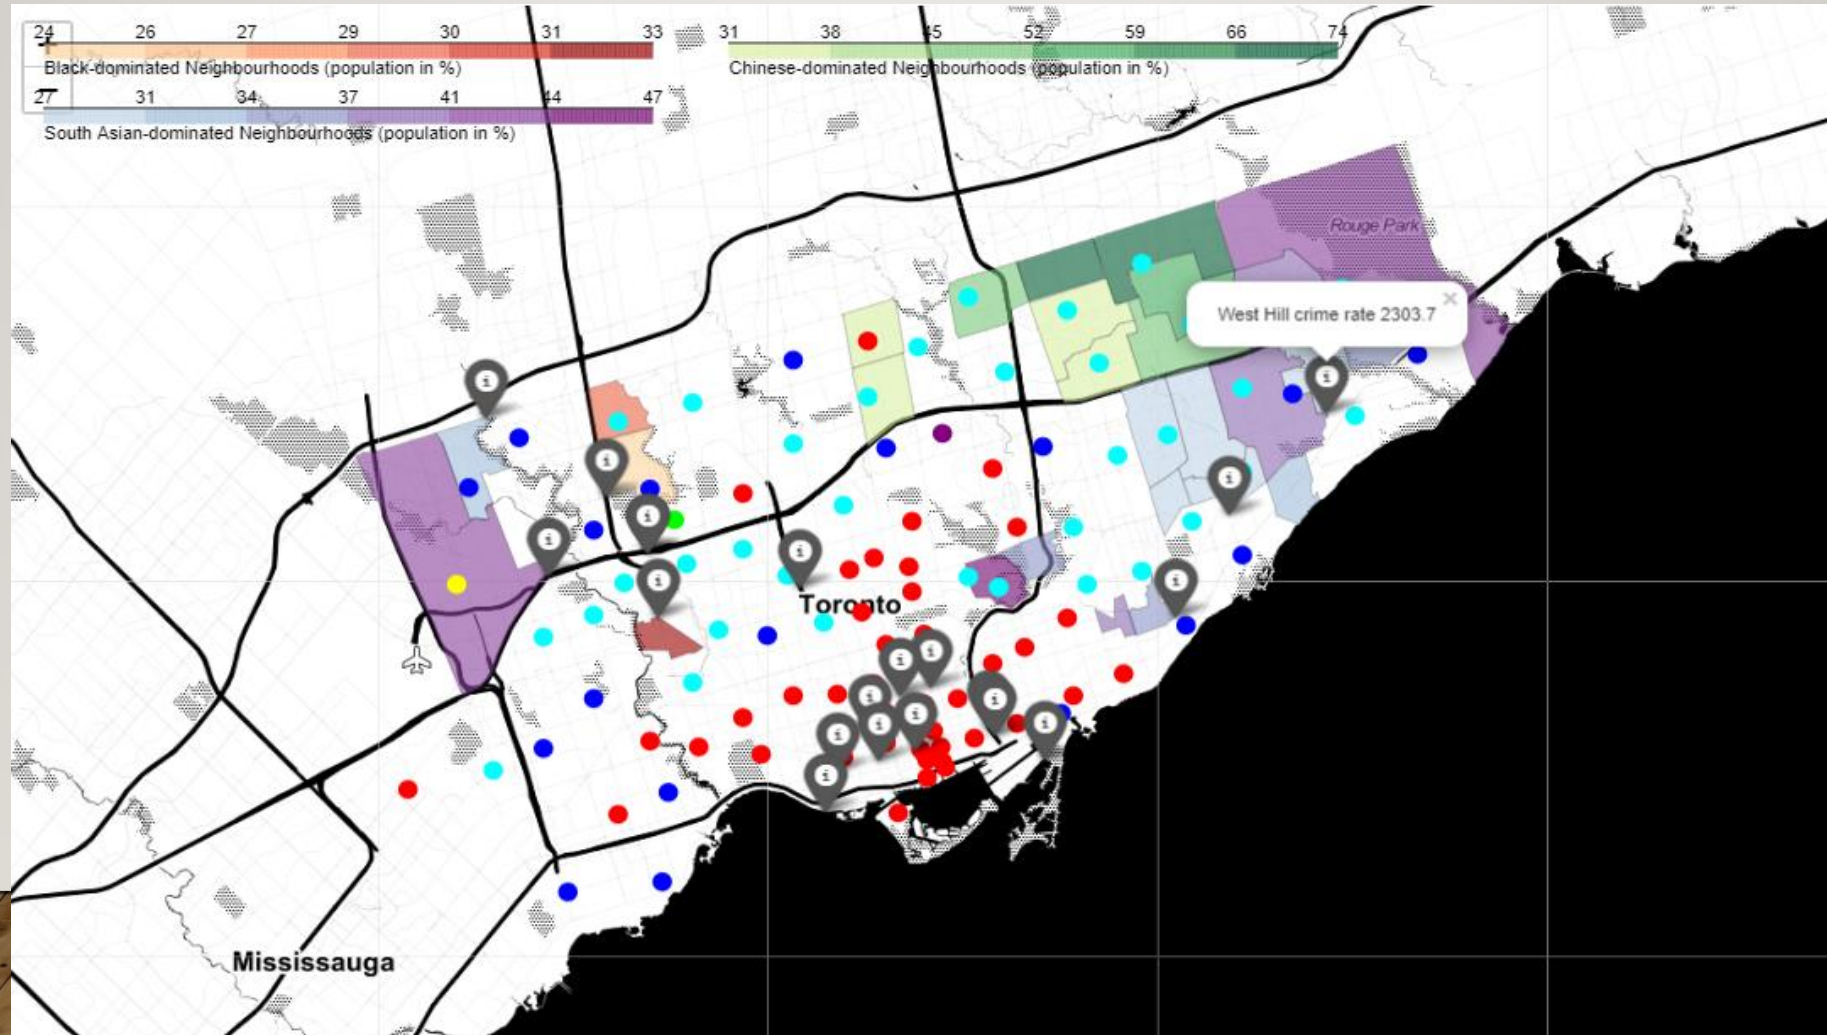 24 26 27 29 30 31 33
Black-dominated Neighbourhoods (population in %)
31 38 45 52 59 66 74
Chinese-dominated Neighbourhoods (population in %)
27 31 34 37 41 44 47
South Asian-dominated Neighbourhoods (population in %)
Rouge Park
West Hill crime rate 2303.7
×
i
i
i
i
i
i
i
i
i
Toronto
i
i
i
i
i
i
i
i
i
Mississauga